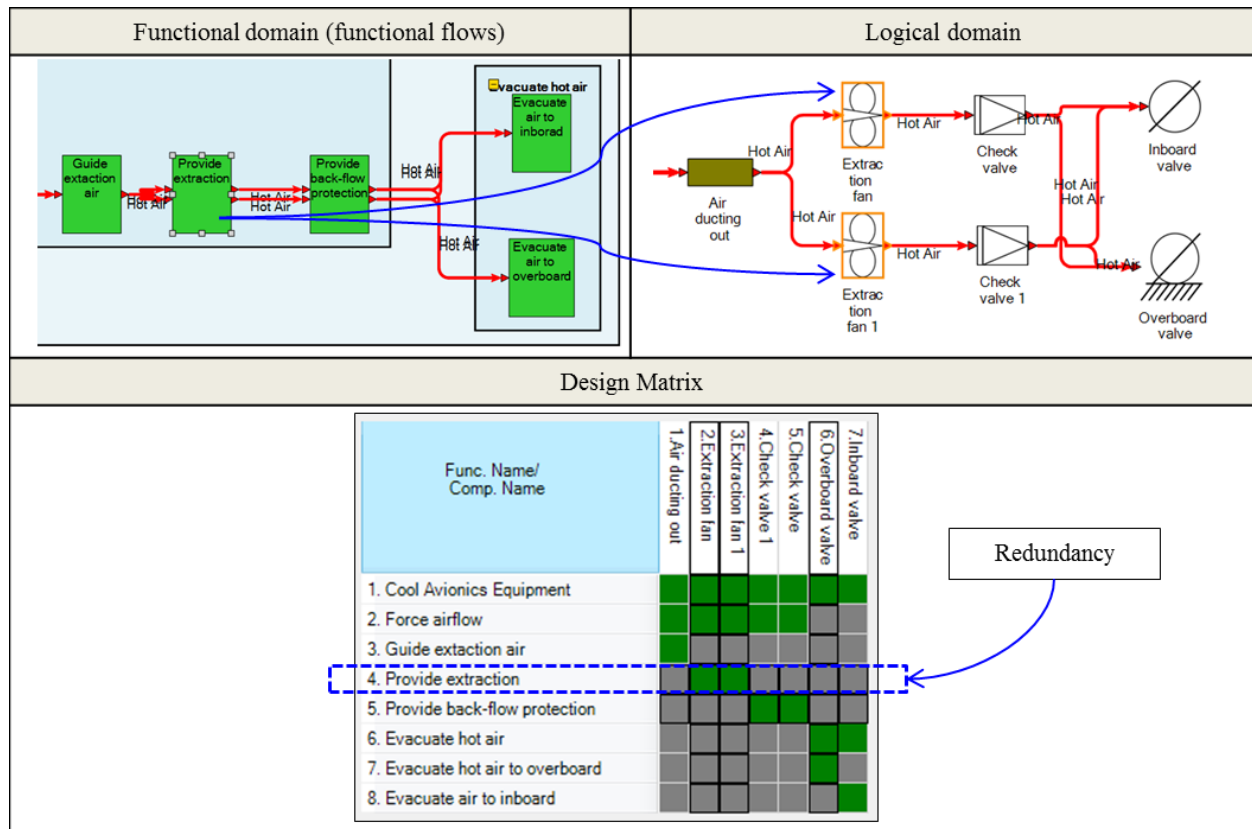 Functional domain (functional flows)
Logical domain
Evacuate hot air
Evacuate
air to
inborad
Guide
extaction
air
Provide
extraction
Provide
back-flow
protection
Evacuate
air to
overboard
Hot Air
Hot Air
Hot Air
Hot Air
Hot Air
Hot Air
Hot Air
Hot Air
Air
ducting
out
Hot Air
Hot Air
Extrac
tion
fan
Extrac
tion
fan 1
Hot Air
Hot Air
Check
valve
Check
valve 1
Hot Air
Hot Air
Hot Air
Hot Air
Inboard
valve
Overboard
valve
Design Matrix
Func. Name/
Comp. Name
1.Air ducting out
2.Extraction fan
3.Extraction fan 1
4.Check valve 1
5.Check valve
6.Overboard valve
7.Inboard valve
1. Cool Avionics Equipment
2. Force airflow
3. Guide extaction air
4. Provide extraction
5. Provide back-flow protection
6. Evacuate hot air
7. Evacuate hot air to overboard
8. Evacuate air to inboard
Redundancy